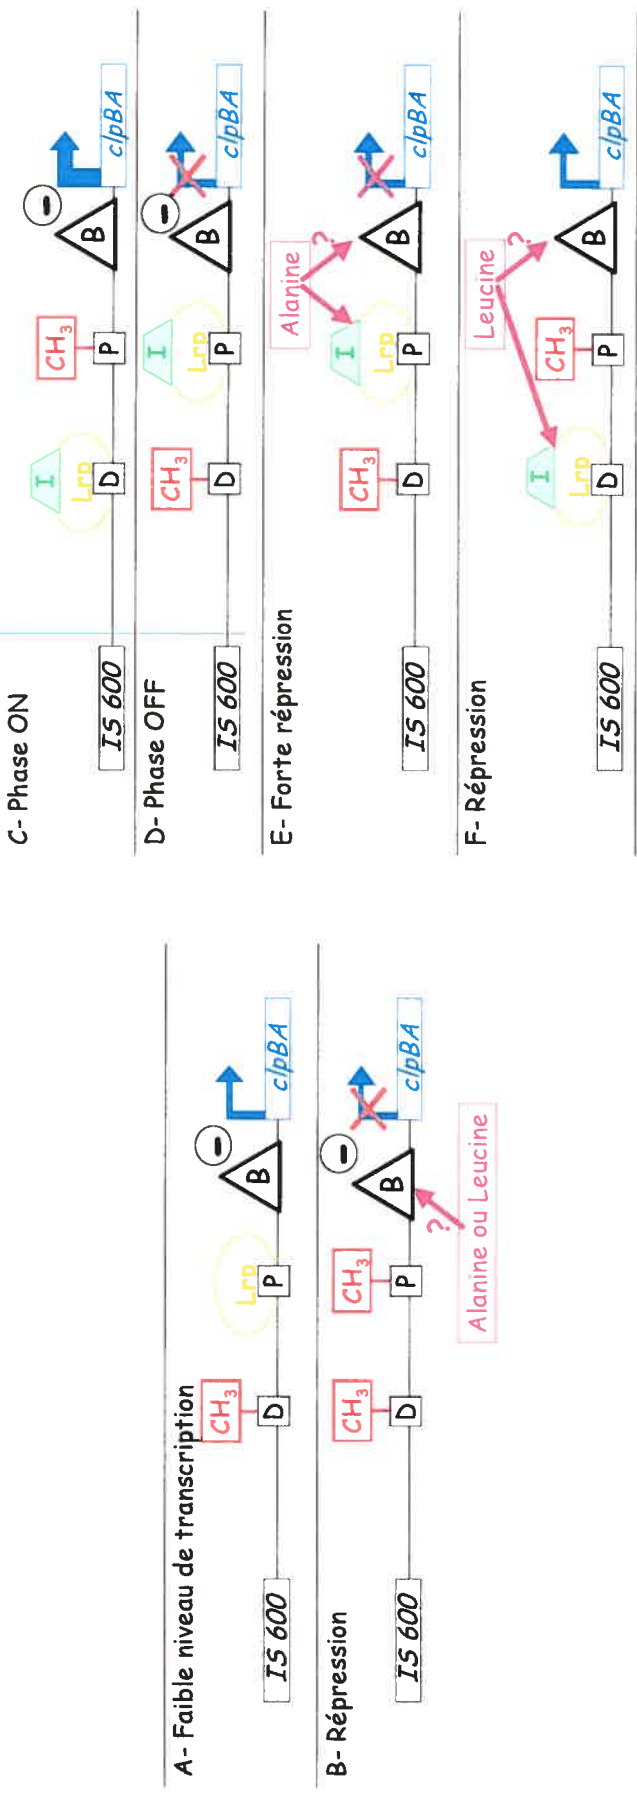 A- Faible niveau de transcription
CH3
Lrp
IS 600
D
P
B
-
clpBA
B- Répression
CH3
CH3
IS 600
D
P
B
-
clpBA
?
Alanine ou Leucine
C- Phase ON
I
Lrp
CH3
IS 600
D
P
B
-
clpBA
D- Phase OFF
CH3
I
Lrp
IS 600
D
P
B
-
clpBA
E- Forte répression
Alanine
?
CH3
I
Lrp
IS 600
D
P
B
clpBA
F- Répression
Leucine
?
I
Lrp
CH3
IS 600
D
P
B
clpBA